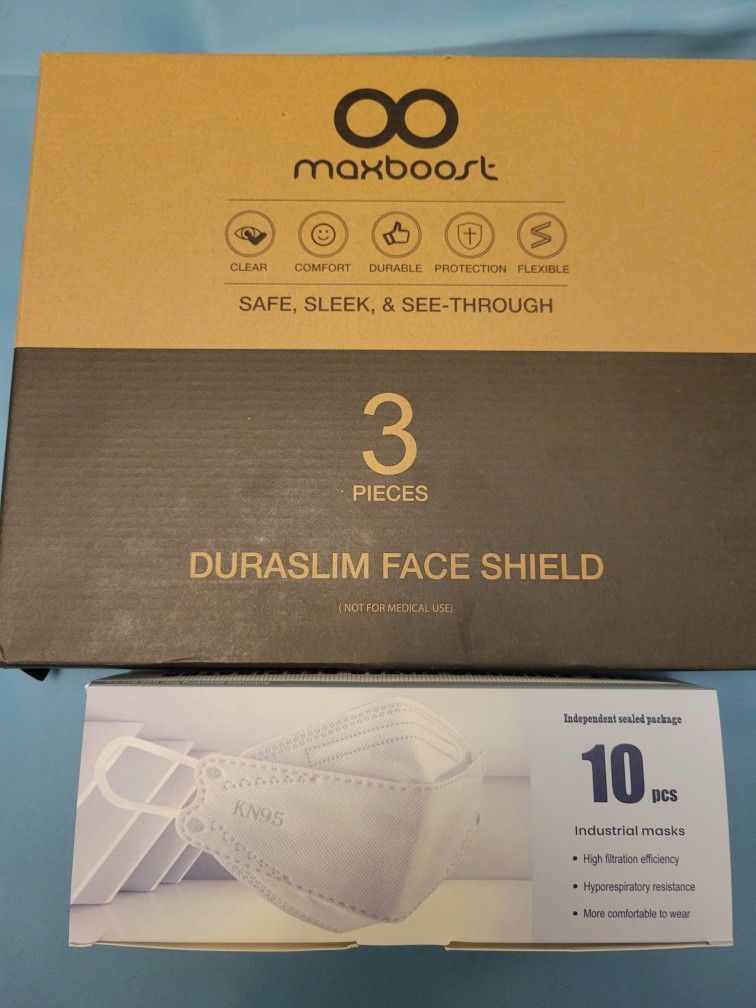 maxboost
CLEAR COMFORT DURABLE PROTECTION FLEXIBLE
SAFE, SLEEK, & SEE-THROUGH
3
PIECES
DURASLIM FACE SHIELD
( NOT FOR MEDICAL USE)
KN95
Independent sealed package
10 pcs
Industrial masks
• High filtration efficiency
• Hyporespiratory resistance
• More comfortable to wear